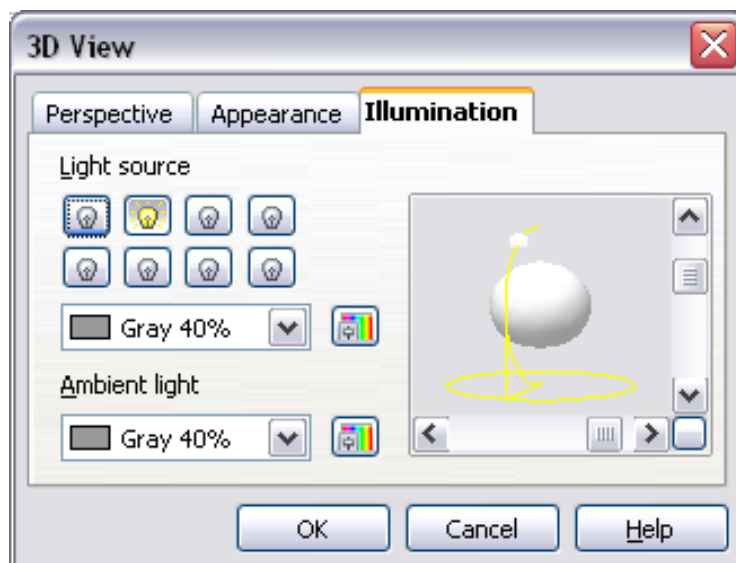 3D View
Perspective Appearance Illumination
Light source
Gray 40%
Ambient light
Gray 40%
OK Cancel Help